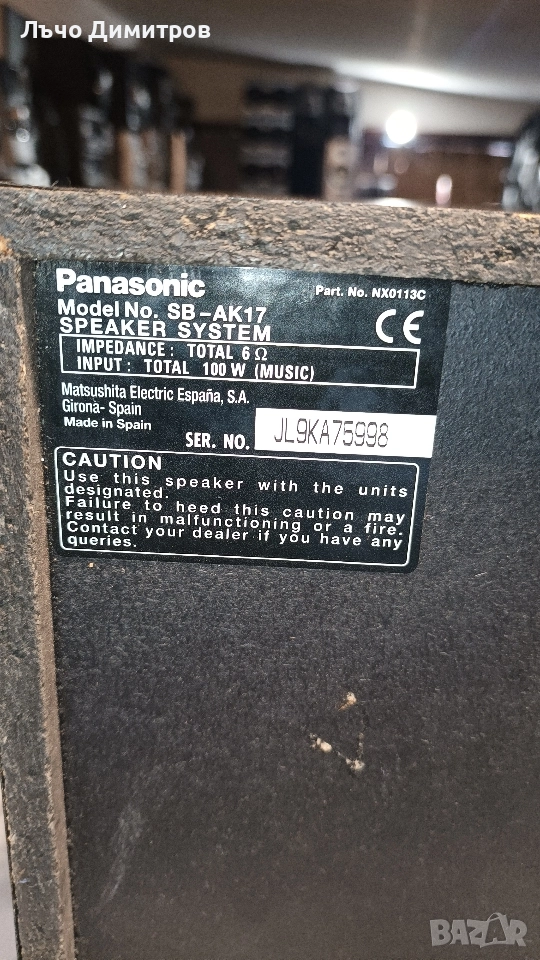 Лъчо Димитров
Panasonic
Part. No. NX0113C
Model No. SB-AK17
SPEAKER SYSTEM
CE
IMPEDANCE: TOTAL 6 Ω
INPUT: TOTAL 100 W (MUSIC)
Matsushita Electric España, S.A.
Girona- Spain
Made in Spain
SER. NO. JL9KA75998
CAUTION
Use this speaker with the units
designated.
Failure to heed this caution may
result in malfunctioning or a fire.
Contact your dealer if you have any
queries.
BAZAR